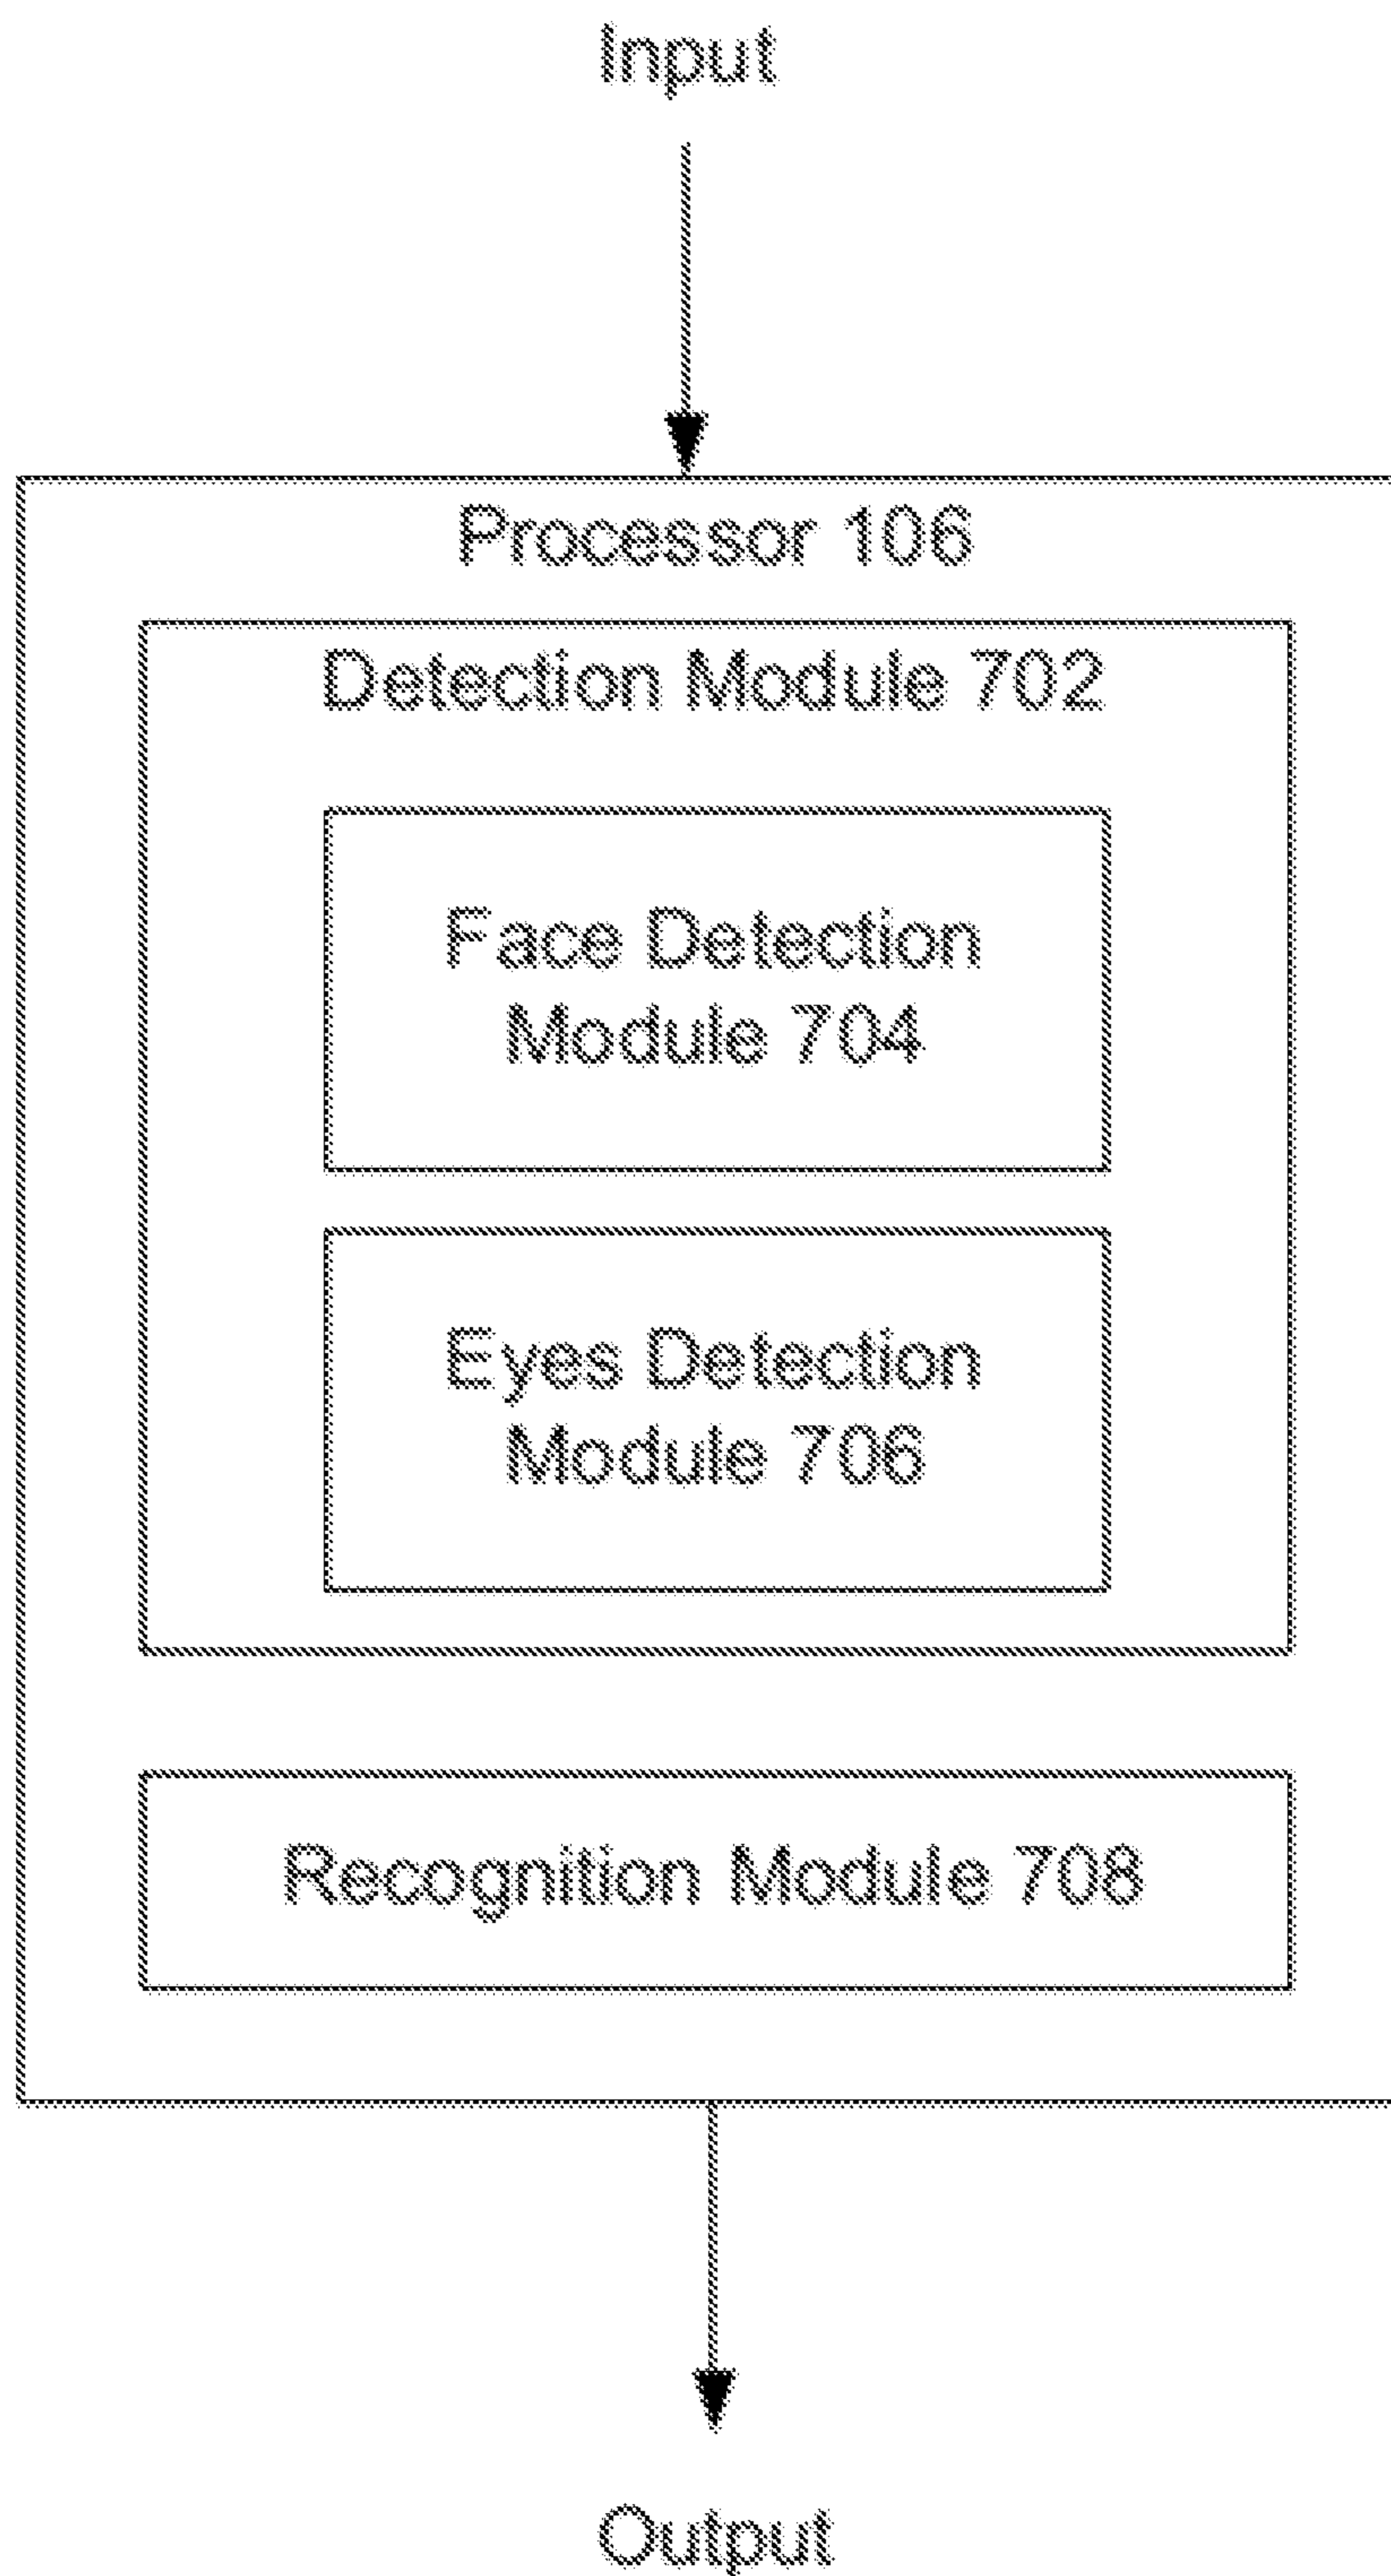 Input
Processor 106
Detection Module 702
Face Detection
Module 704
Eyes Detection
Module 706
Recognition Module 708
Output